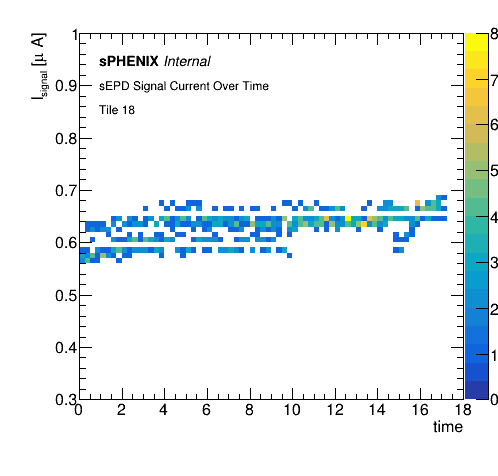 sPHENIX Internal
sEPD Signal Current Over Time
Tile 18
I_signal [μ A]
1
0.9
0.8
0.7
0.6
0.5
0.4
0.3
0 2 4 6 8 10 12 14 16 18
time
8
7
6
5
4
3
2
1
0